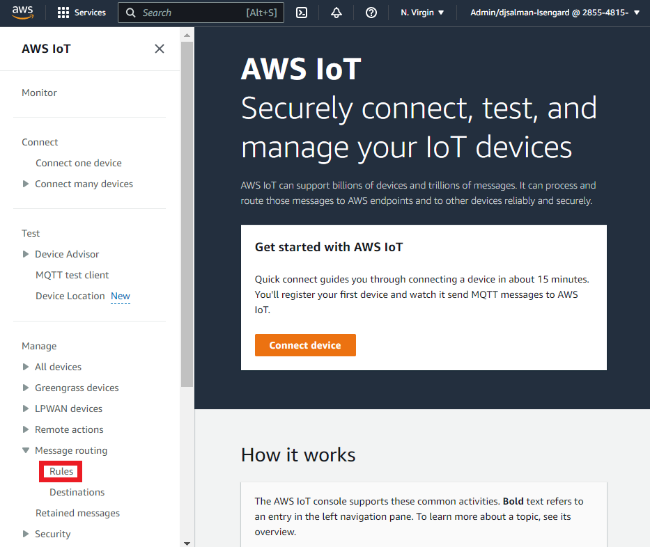 aws
Services
Search [Alt+S]
N. Virgin
Admin/djsalman-Isengard @ 2855-4815-
AWS IoT
Monitor
Connect
Connect one device
Connect many devices
Test
Device Advisor
MQTT test client
Device Location New
Manage
All devices
Greengrass devices
LPWAN devices
Remote actions
Message routing
Rules
Destinations
Retained messages
Security
AWS IoT
Securely connect, test, and
manage your IoT devices
AWS IoT can support billions of devices and trillions of messages. It can process and
route those messages to AWS endpoints and to other devices reliably and securely.
Get started with AWS IoT
Quick connect guides you through connecting a device in about 15 minutes.
You'll register your first device and watch it send MQTT messages to AWS
IoT.
Connect device
How it works
The AWS IoT console supports these common activities. Bold text refers to
an entry in the left navigation pane. To learn more about a topic, see its
overview.